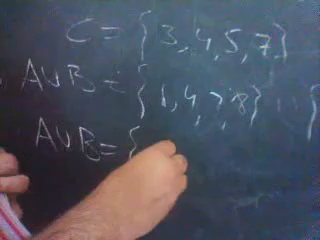 C = {3,4,5,7}
A∪B = {1,4,7,8}
A∪B = {